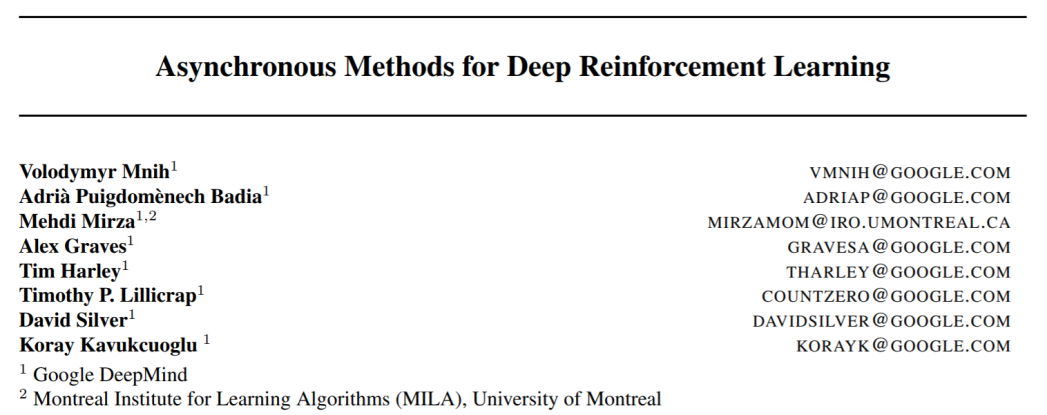 Asynchronous Methods for Deep Reinforcement Learning
Volodymyr Mnih¹ VMNIH@GOOGLE.COM
Adrià Puigdomènech Badia¹ ADRIAP@GOOGLE.COM
Mehdi Mirza¹,² MIRZAMOM@IRO.UMONTREAL.CA
Alex Graves¹ GRAVESA@GOOGLE.COM
Tim Harley¹ THARLEY@GOOGLE.COM
Timothy P. Lillicrap¹ COUNTZERO@GOOGLE.COM
David Silver¹ DAVIDSILVER@GOOGLE.COM
Koray Kavukcuoglu ¹ KORAYK@GOOGLE.COM
¹ Google DeepMind
² Montreal Institute for Learning Algorithms (MILA), University of Montreal